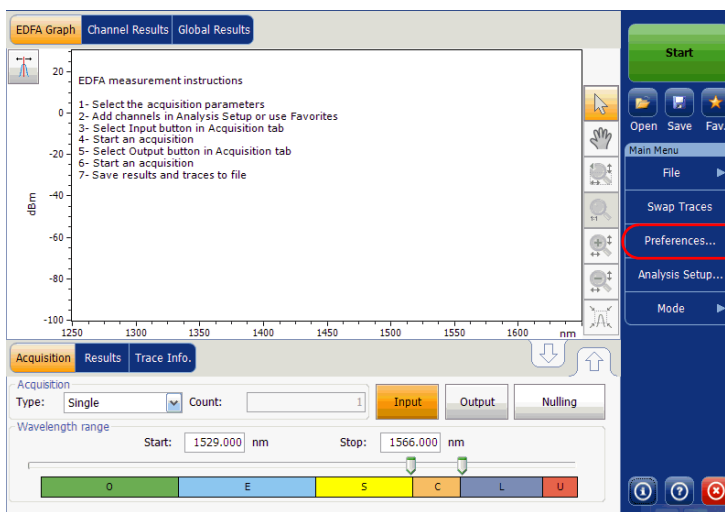 EDFA Graph Channel Results Global Results
EDFA measurement instructions
1- Select the acquisition parameters
2- Add channels in Analysis Setup or use Favorites
3- Select Input button in Acquisition tab
4- Start an acquisition
5- Select Output button in Acquisition tab
6- Start an acquisition
7- Save results and traces to file
dBm
20
0
-20
-40
-60
-80
-100
1250 1300 1350 1400 1450 1500 1550 1600 nm
1:1
Start
Open Save Fav.
Main Menu
File
Swap Traces
Preferences...
Analysis Setup...
Mode
Acquisition Results Trace Info.
Acquisition
Type: Single Count: 1 Input Output Nulling
Wavelength range
Start: 1529.000 nm Stop: 1566.000 nm
O E S C L U